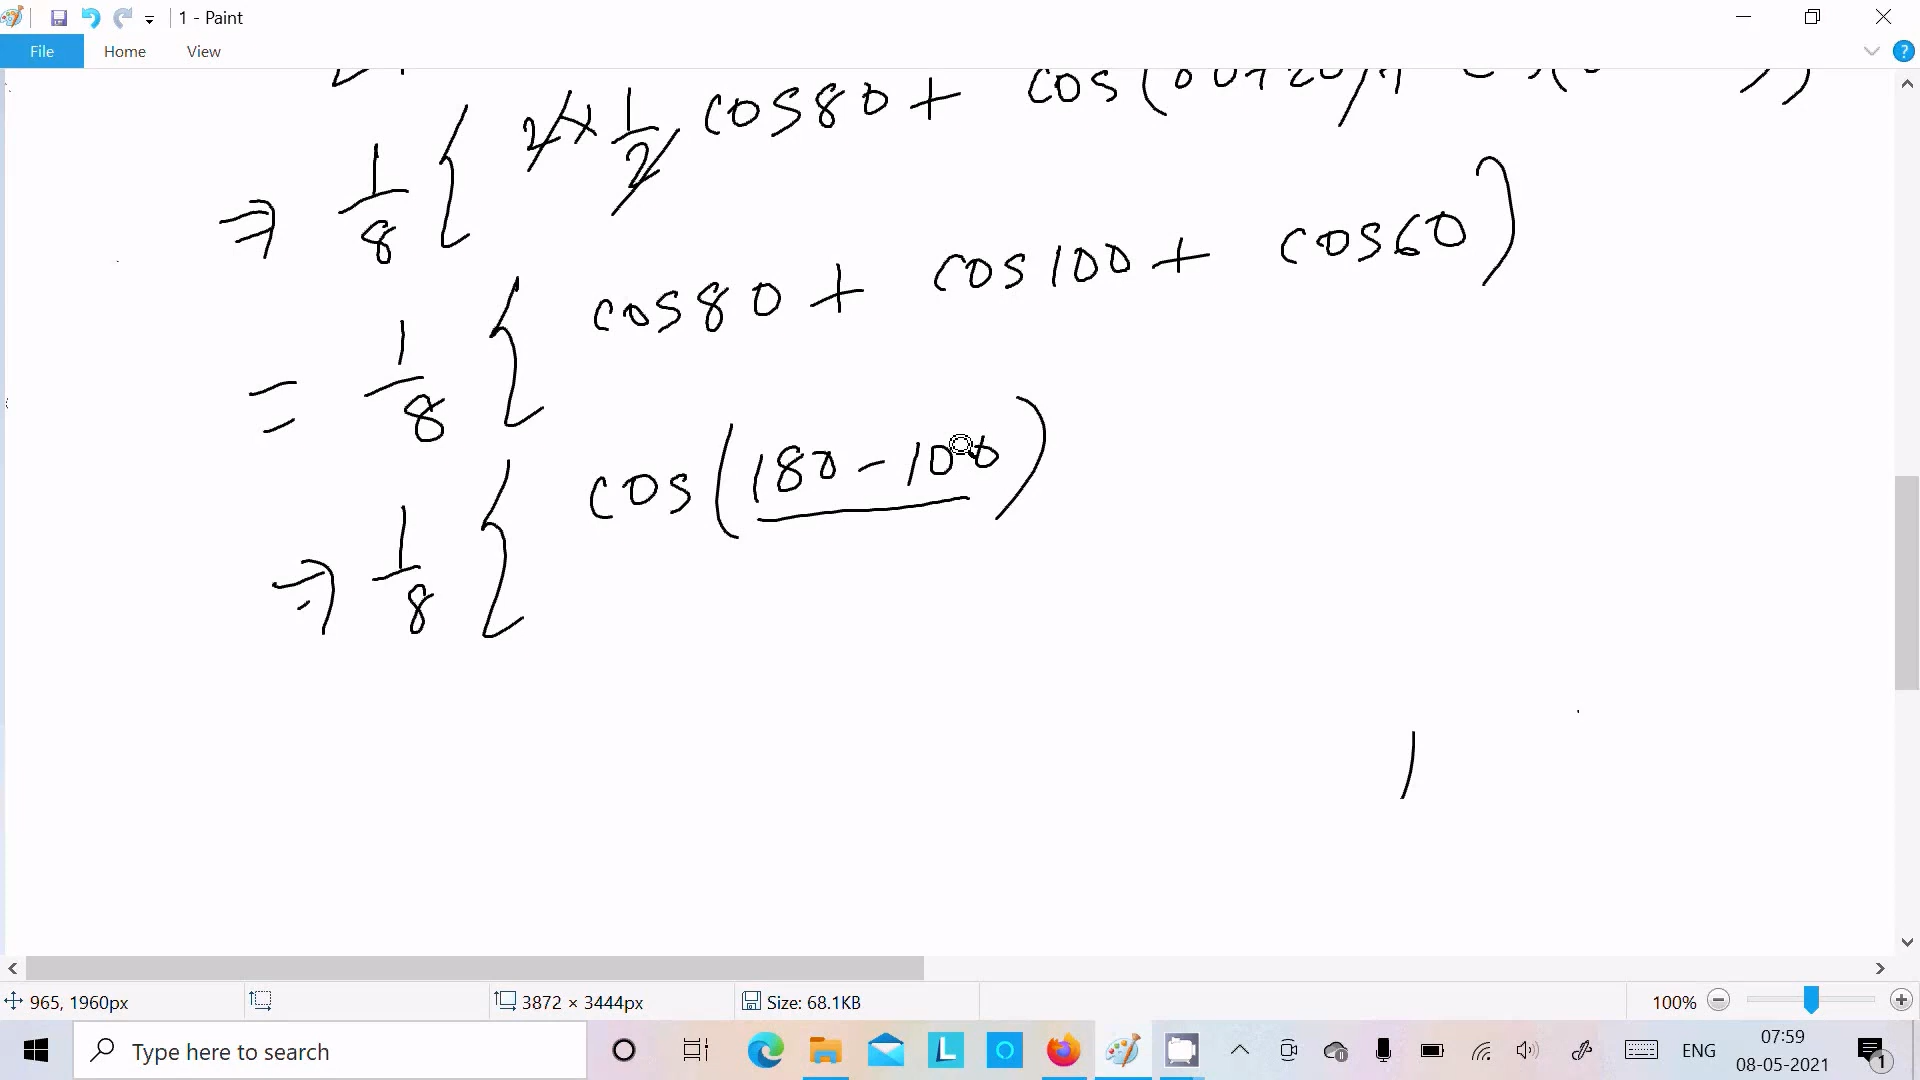 1 - Paint
File Home View
⇒ 1/8 { 2 × 1/2 cos80 + cos(
= 1/8 { cos80 + cos100 + cos60 )
⇒ 1/8 { cos(180 - 100)
965, 1960px 3872 × 3444px Size: 68.1KB 100%
Type here to search
L
ENG
07:59
08-05-2021
1